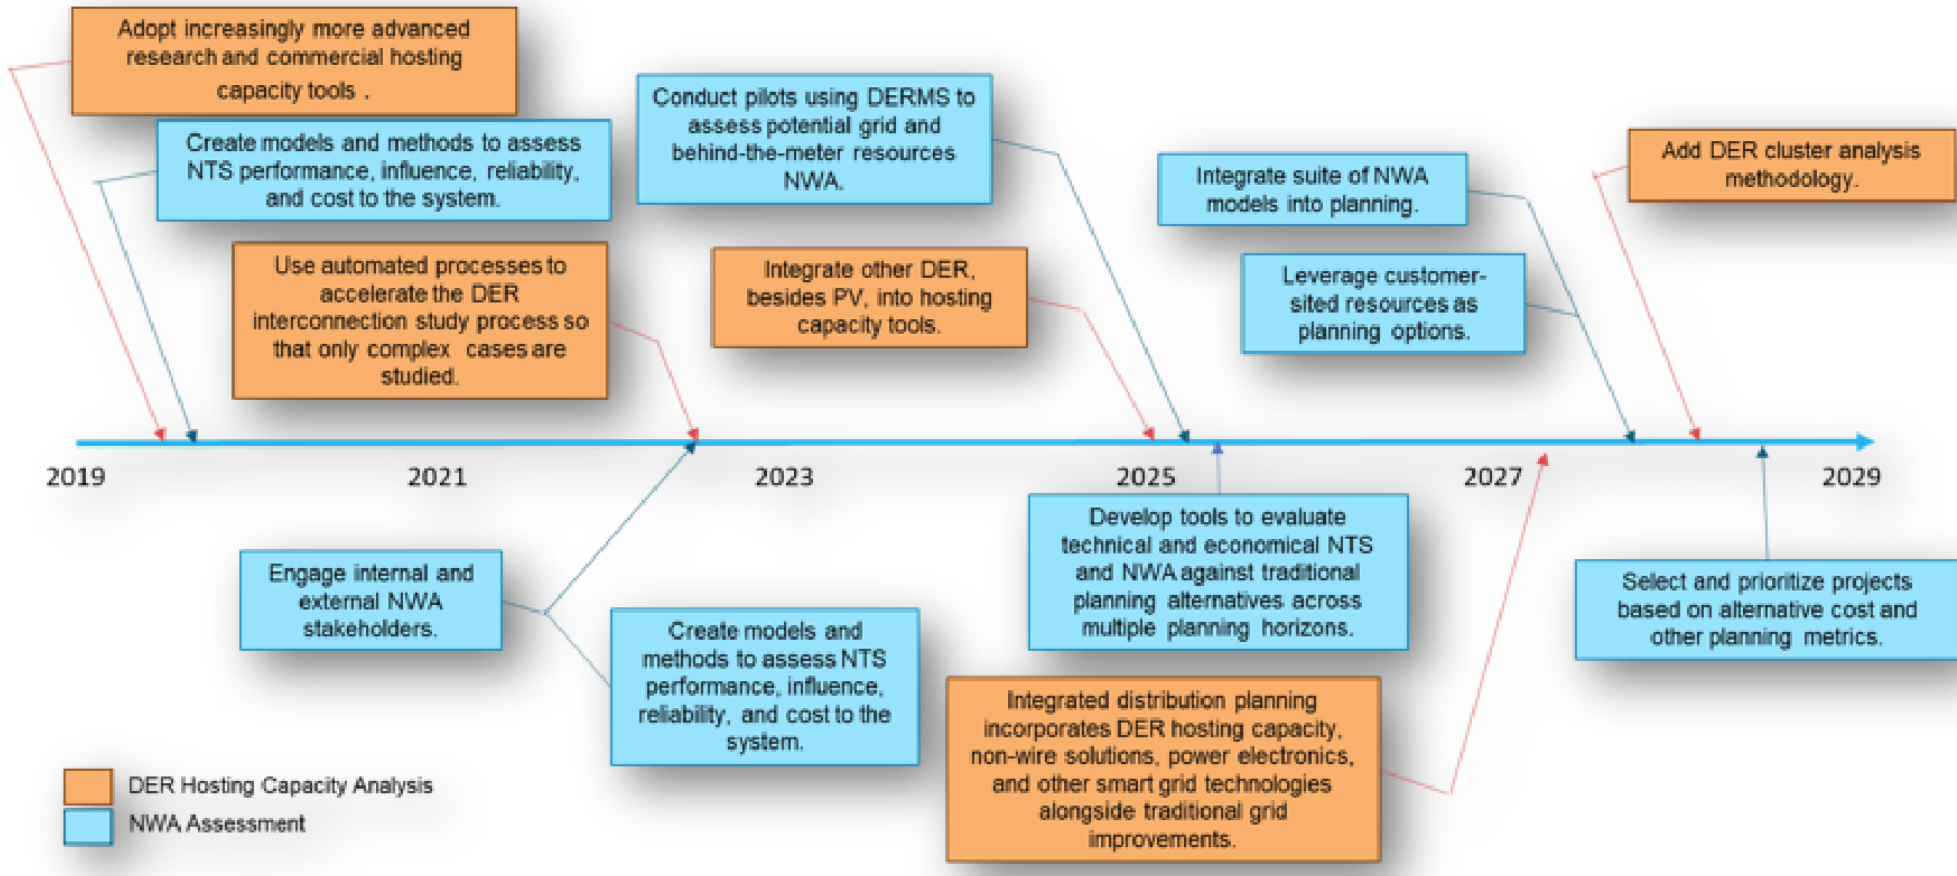 Adopt increasingly more advanced
research and commercial hosting
capacity tools .
Create models and methods to assess
NTS performance, influence, reliability,
and cost to the system.
Use automated processes to
accelerate the DER
interconnection study process so
that only complex cases are
studied.
Conduct pilots using DERMS to
assess potential grid and
behind-the-meter resources
NWA.
Integrate other DER,
besides PV, into hosting
capacity tools.
Integrate suite of NWA
models into planning.
Leverage customer-
sited resources as
planning options.
Add DER cluster analysis
methodology.
2019
2021
2023
2025
2027
2029
Engage internal and
external NWA
stakeholders.
Create models and
methods to assess NTS
performance, influence,
reliability, and cost to the
system.
Develop tools to evaluate
technical and economical NTS
and NWA against traditional
planning alternatives across
multiple planning horizons.
Integrated distribution planning
incorporates DER hosting capacity,
non-wire solutions, power electronics,
and other smart grid technologies
alongside traditional grid
improvements.
Select and prioritize projects
based on alternative cost and
other planning metrics.
DER Hosting Capacity Analysis
NWA Assessment